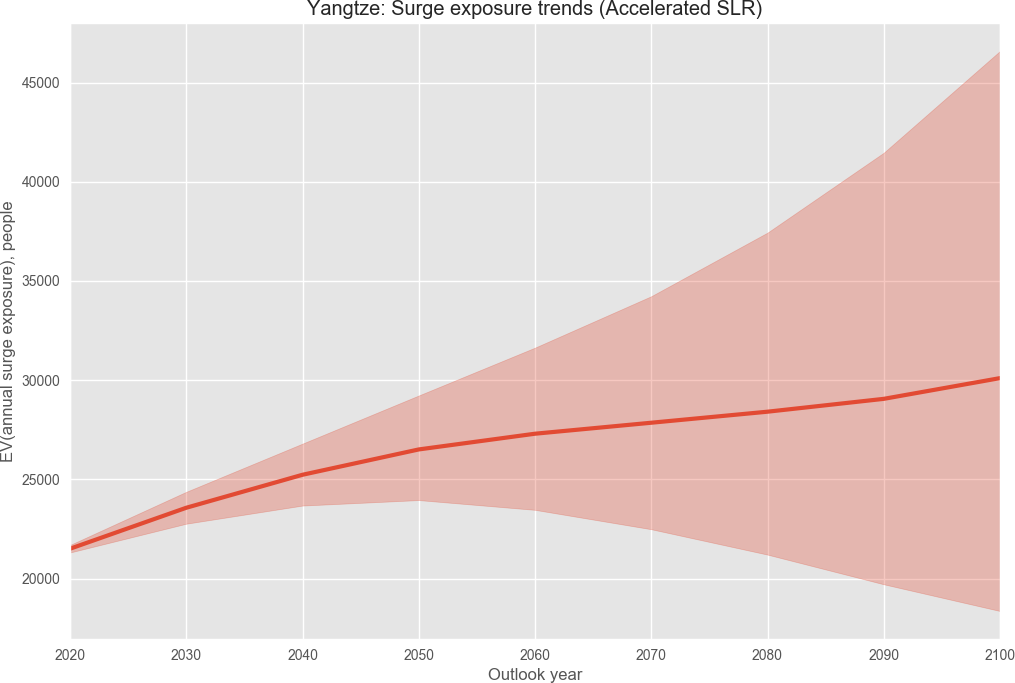 Yangtze: Surge exposure trends (Accelerated SLR)
EV(annual surge exposure), people
45000
40000
35000
30000
25000
20000
2020 2030 2040 2050 2060 2070 2080 2090 2100
Outlook year